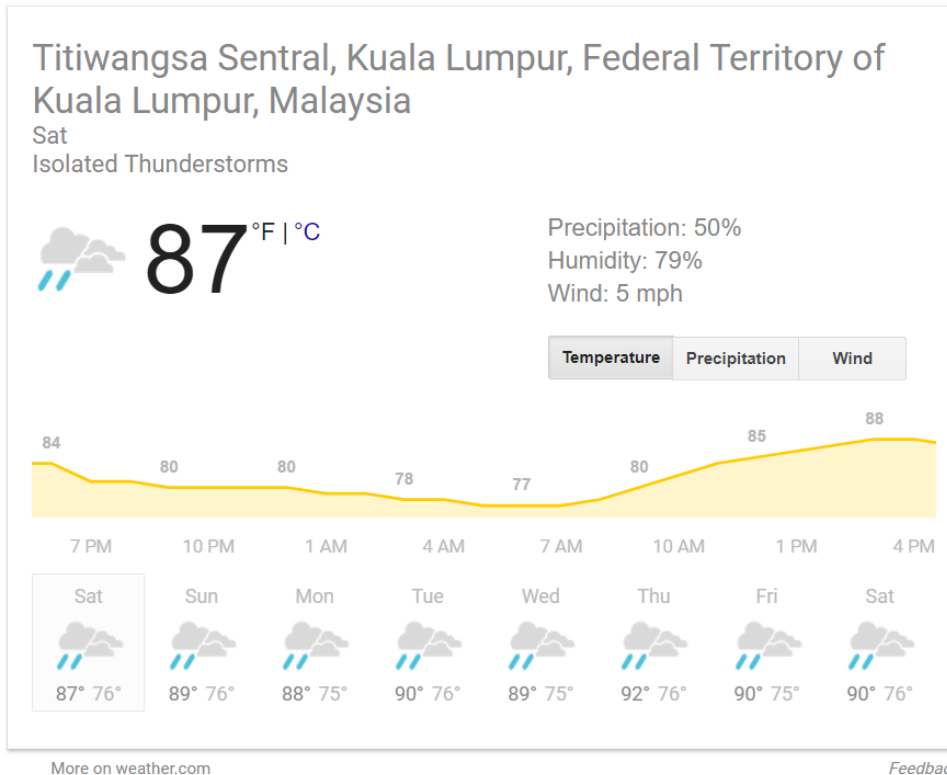 Titiwangsa Sentral, Kuala Lumpur, Federal Territory of
Kuala Lumpur, Malaysia
Sat
Isolated Thunderstorms
87 °F | °C
Precipitation: 50%
Humidity: 79%
Wind: 5 mph
Temperature Precipitation Wind
84 80 80 78 77 80 85 88
7 PM 10 PM 1 AM 4 AM 7 AM 10 AM 1 PM 4 PM
Sat Sun Mon Tue Wed Thu Fri Sat
87° 76° 89° 76° 88° 75° 90° 76° 89° 75° 92° 76° 90° 75° 90° 76°
More on weather.com Feedbac